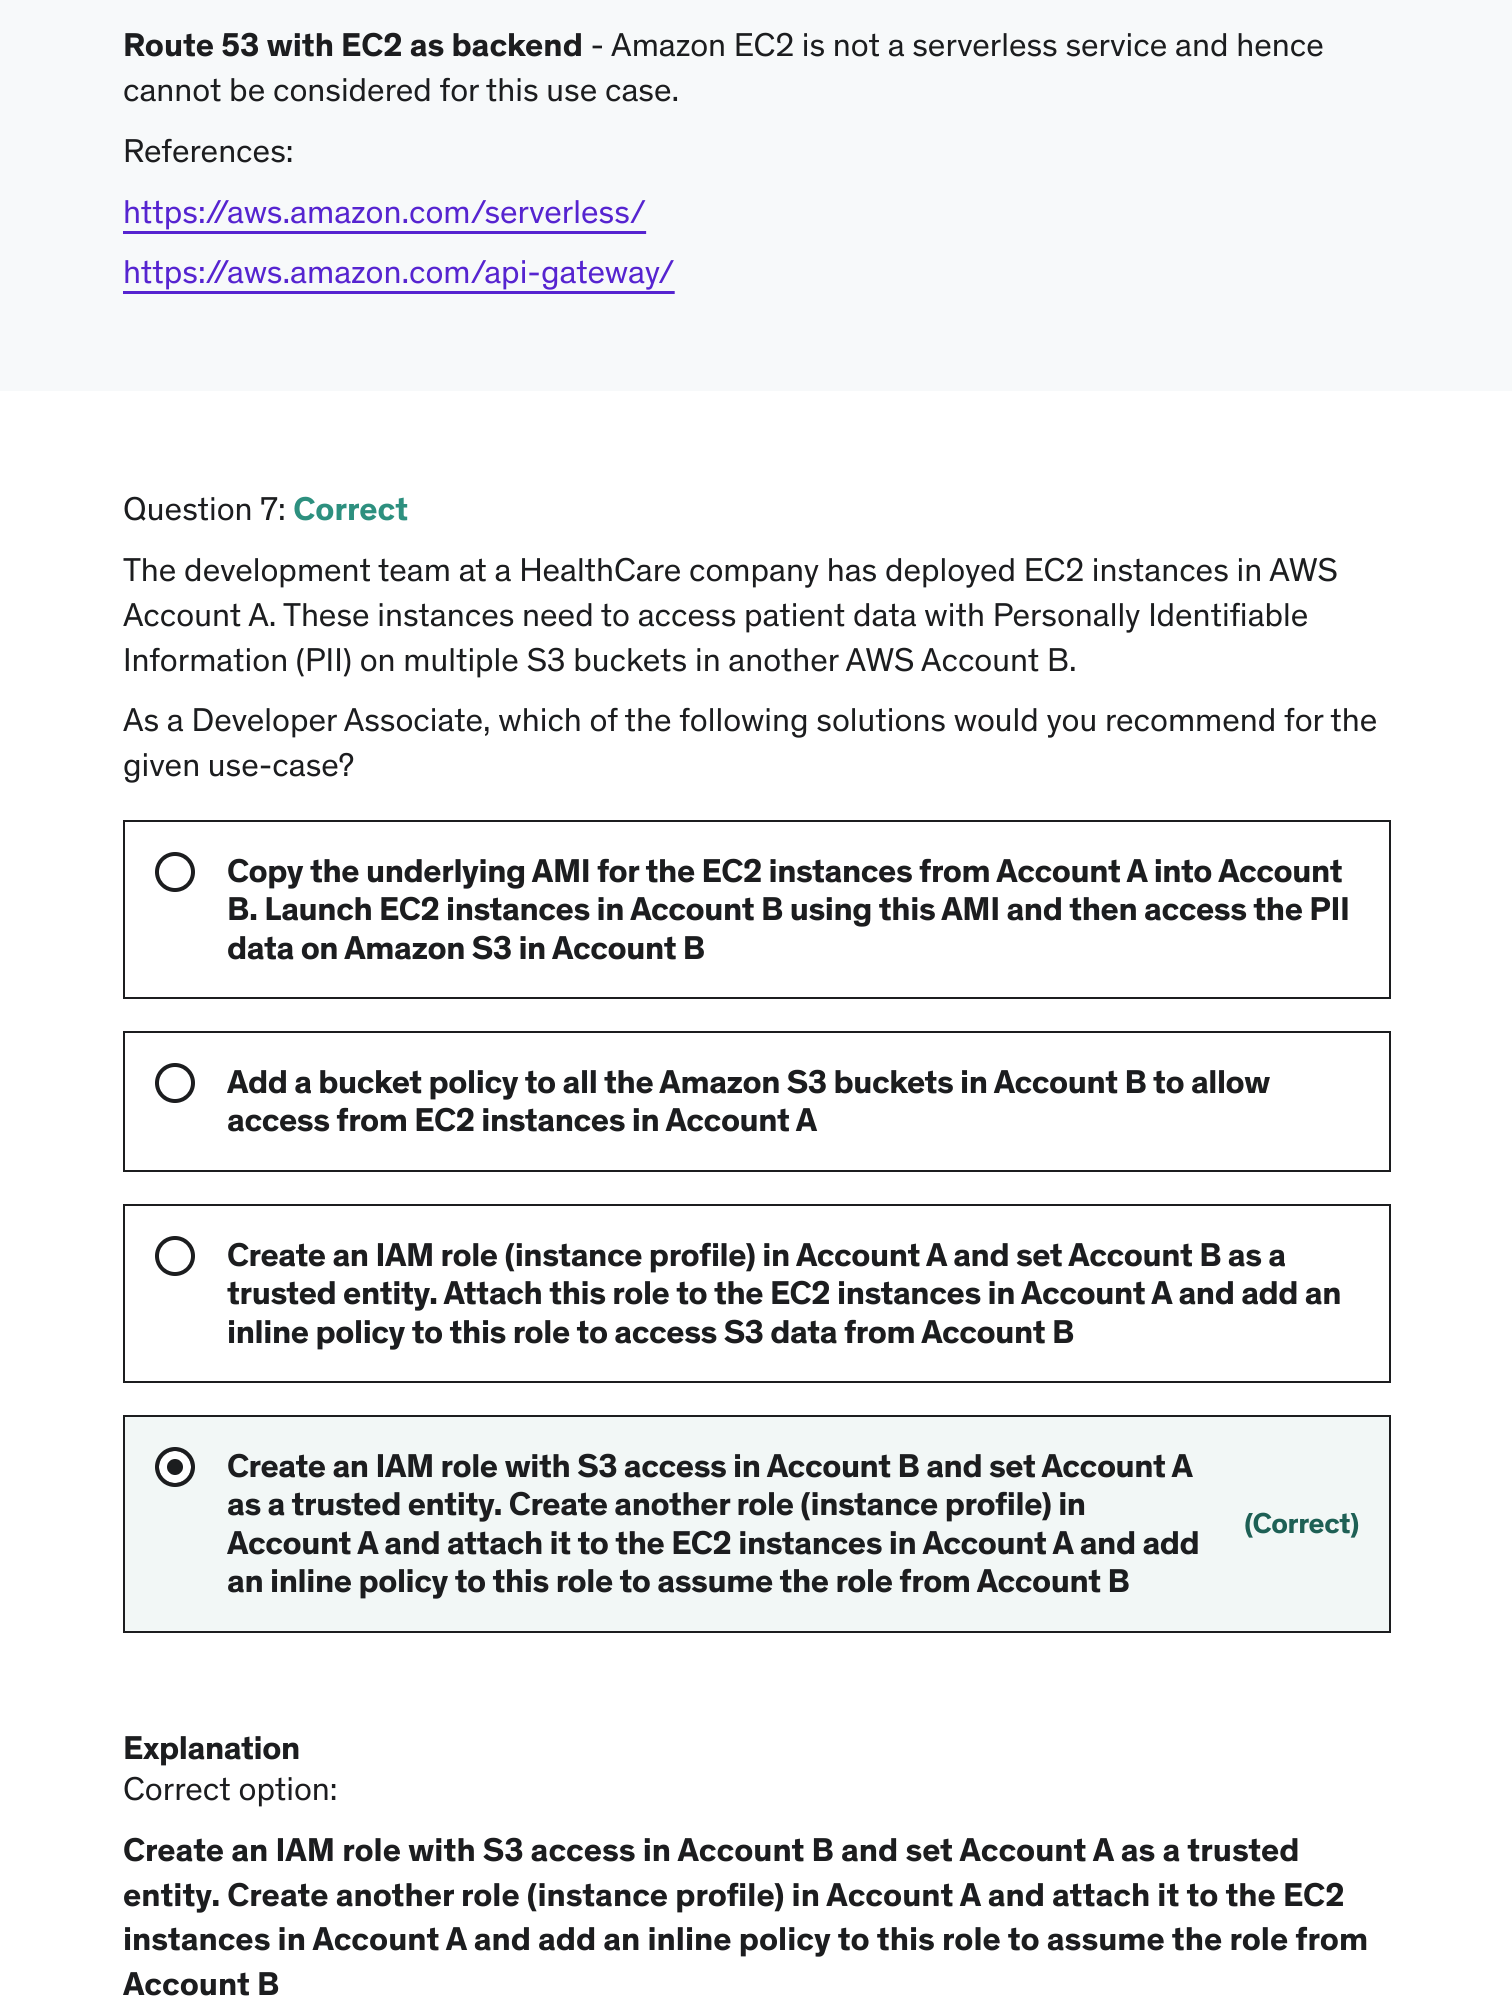 Route 53 with EC2 as backend - Amazon EC2 is not a serverless service and hence
cannot be considered for this use case.
References:
https://aws.amazon.com/serverless/
https://aws.amazon.com/api-gateway/
Question 7: Correct
The development team at a HealthCare company has deployed EC2 instances in AWS
Account A. These instances need to access patient data with Personally Identifiable
Information (PII) on multiple S3 buckets in another AWS Account B.
As a Developer Associate, which of the following solutions would you recommend for the
given use-case?
Copy the underlying AMI for the EC2 instances from Account A into Account
B. Launch EC2 instances in Account B using this AMI and then access the PII
data on Amazon S3 in Account B
Add a bucket policy to all the Amazon S3 buckets in Account B to allow
access from EC2 instances in Account A
Create an IAM role (instance profile) in Account A and set Account B as a
trusted entity. Attach this role to the EC2 instances in Account A and add an
inline policy to this role to access S3 data from Account B
Create an IAM role with S3 access in Account B and set Account A
as a trusted entity. Create another role (instance profile) in
Account A and attach it to the EC2 instances in Account A and add
an inline policy to this role to assume the role from Account B
(Correct)
Explanation
Correct option:
Create an IAM role with S3 access in Account B and set Account A as a trusted
entity. Create another role (instance profile) in Account A and attach it to the EC2
instances in Account A and add an inline policy to this role to assume the role from
Account B